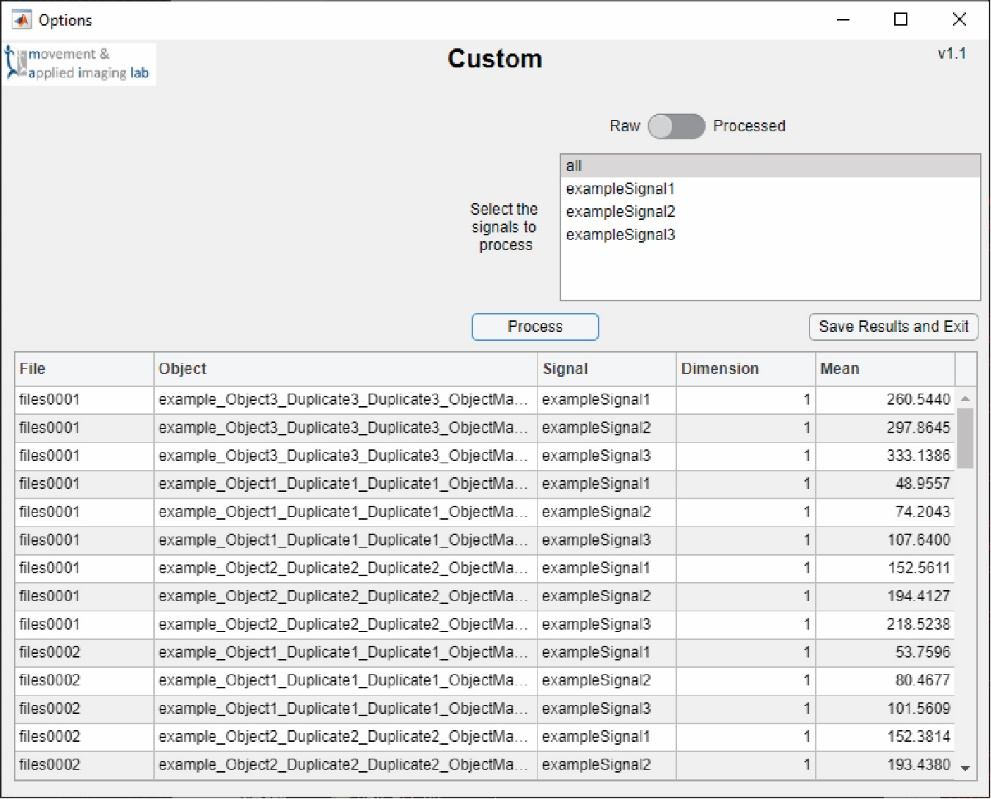 Options
movement &
applied imaging lab
Custom
v1.1
Raw Processed
all
exampleSignal1
exampleSignal2
exampleSignal3
Select the
signals to
process
Process Save Results and Exit
File Object Signal Dimension Mean
files0001 example_Object3_Duplicate3_Duplicate3_ObjectMa... exampleSignal1 1 260.5440
files0001 example_Object3_Duplicate3_Duplicate3_ObjectMa... exampleSignal2 1 297.8645
files0001 example_Object3_Duplicate3_Duplicate3_ObjectMa... exampleSignal3 1 333.1386
files0001 example_Object1_Duplicate1_Duplicate1_ObjectMa... exampleSignal1 1 48.9557
files0001 example_Object1_Duplicate1_Duplicate1_ObjectMa... exampleSignal2 1 74.2043
files0001 example_Object1_Duplicate1_Duplicate1_ObjectMa... exampleSignal3 1 107.6400
files0001 example_Object2_Duplicate2_Duplicate2_ObjectMa... exampleSignal1 1 152.5611
files0001 example_Object2_Duplicate2_Duplicate2_ObjectMa... exampleSignal2 1 194.4127
files0001 example_Object2_Duplicate2_Duplicate2_ObjectMa... exampleSignal3 1 218.5238
files0002 example_Object1_Duplicate1_Duplicate1_ObjectMa... exampleSignal1 1 53.7596
files0002 example_Object1_Duplicate1_Duplicate1_ObjectMa... exampleSignal2 1 80.4677
files0002 example_Object1_Duplicate1_Duplicate1_ObjectMa... exampleSignal3 1 101.5609
files0002 example_Object2_Duplicate2_Duplicate2_ObjectMa... exampleSignal1 1 152.3814
files0002 example_Object2_Duplicate2_Duplicate2_ObjectMa... exampleSignal2 1 193.4380